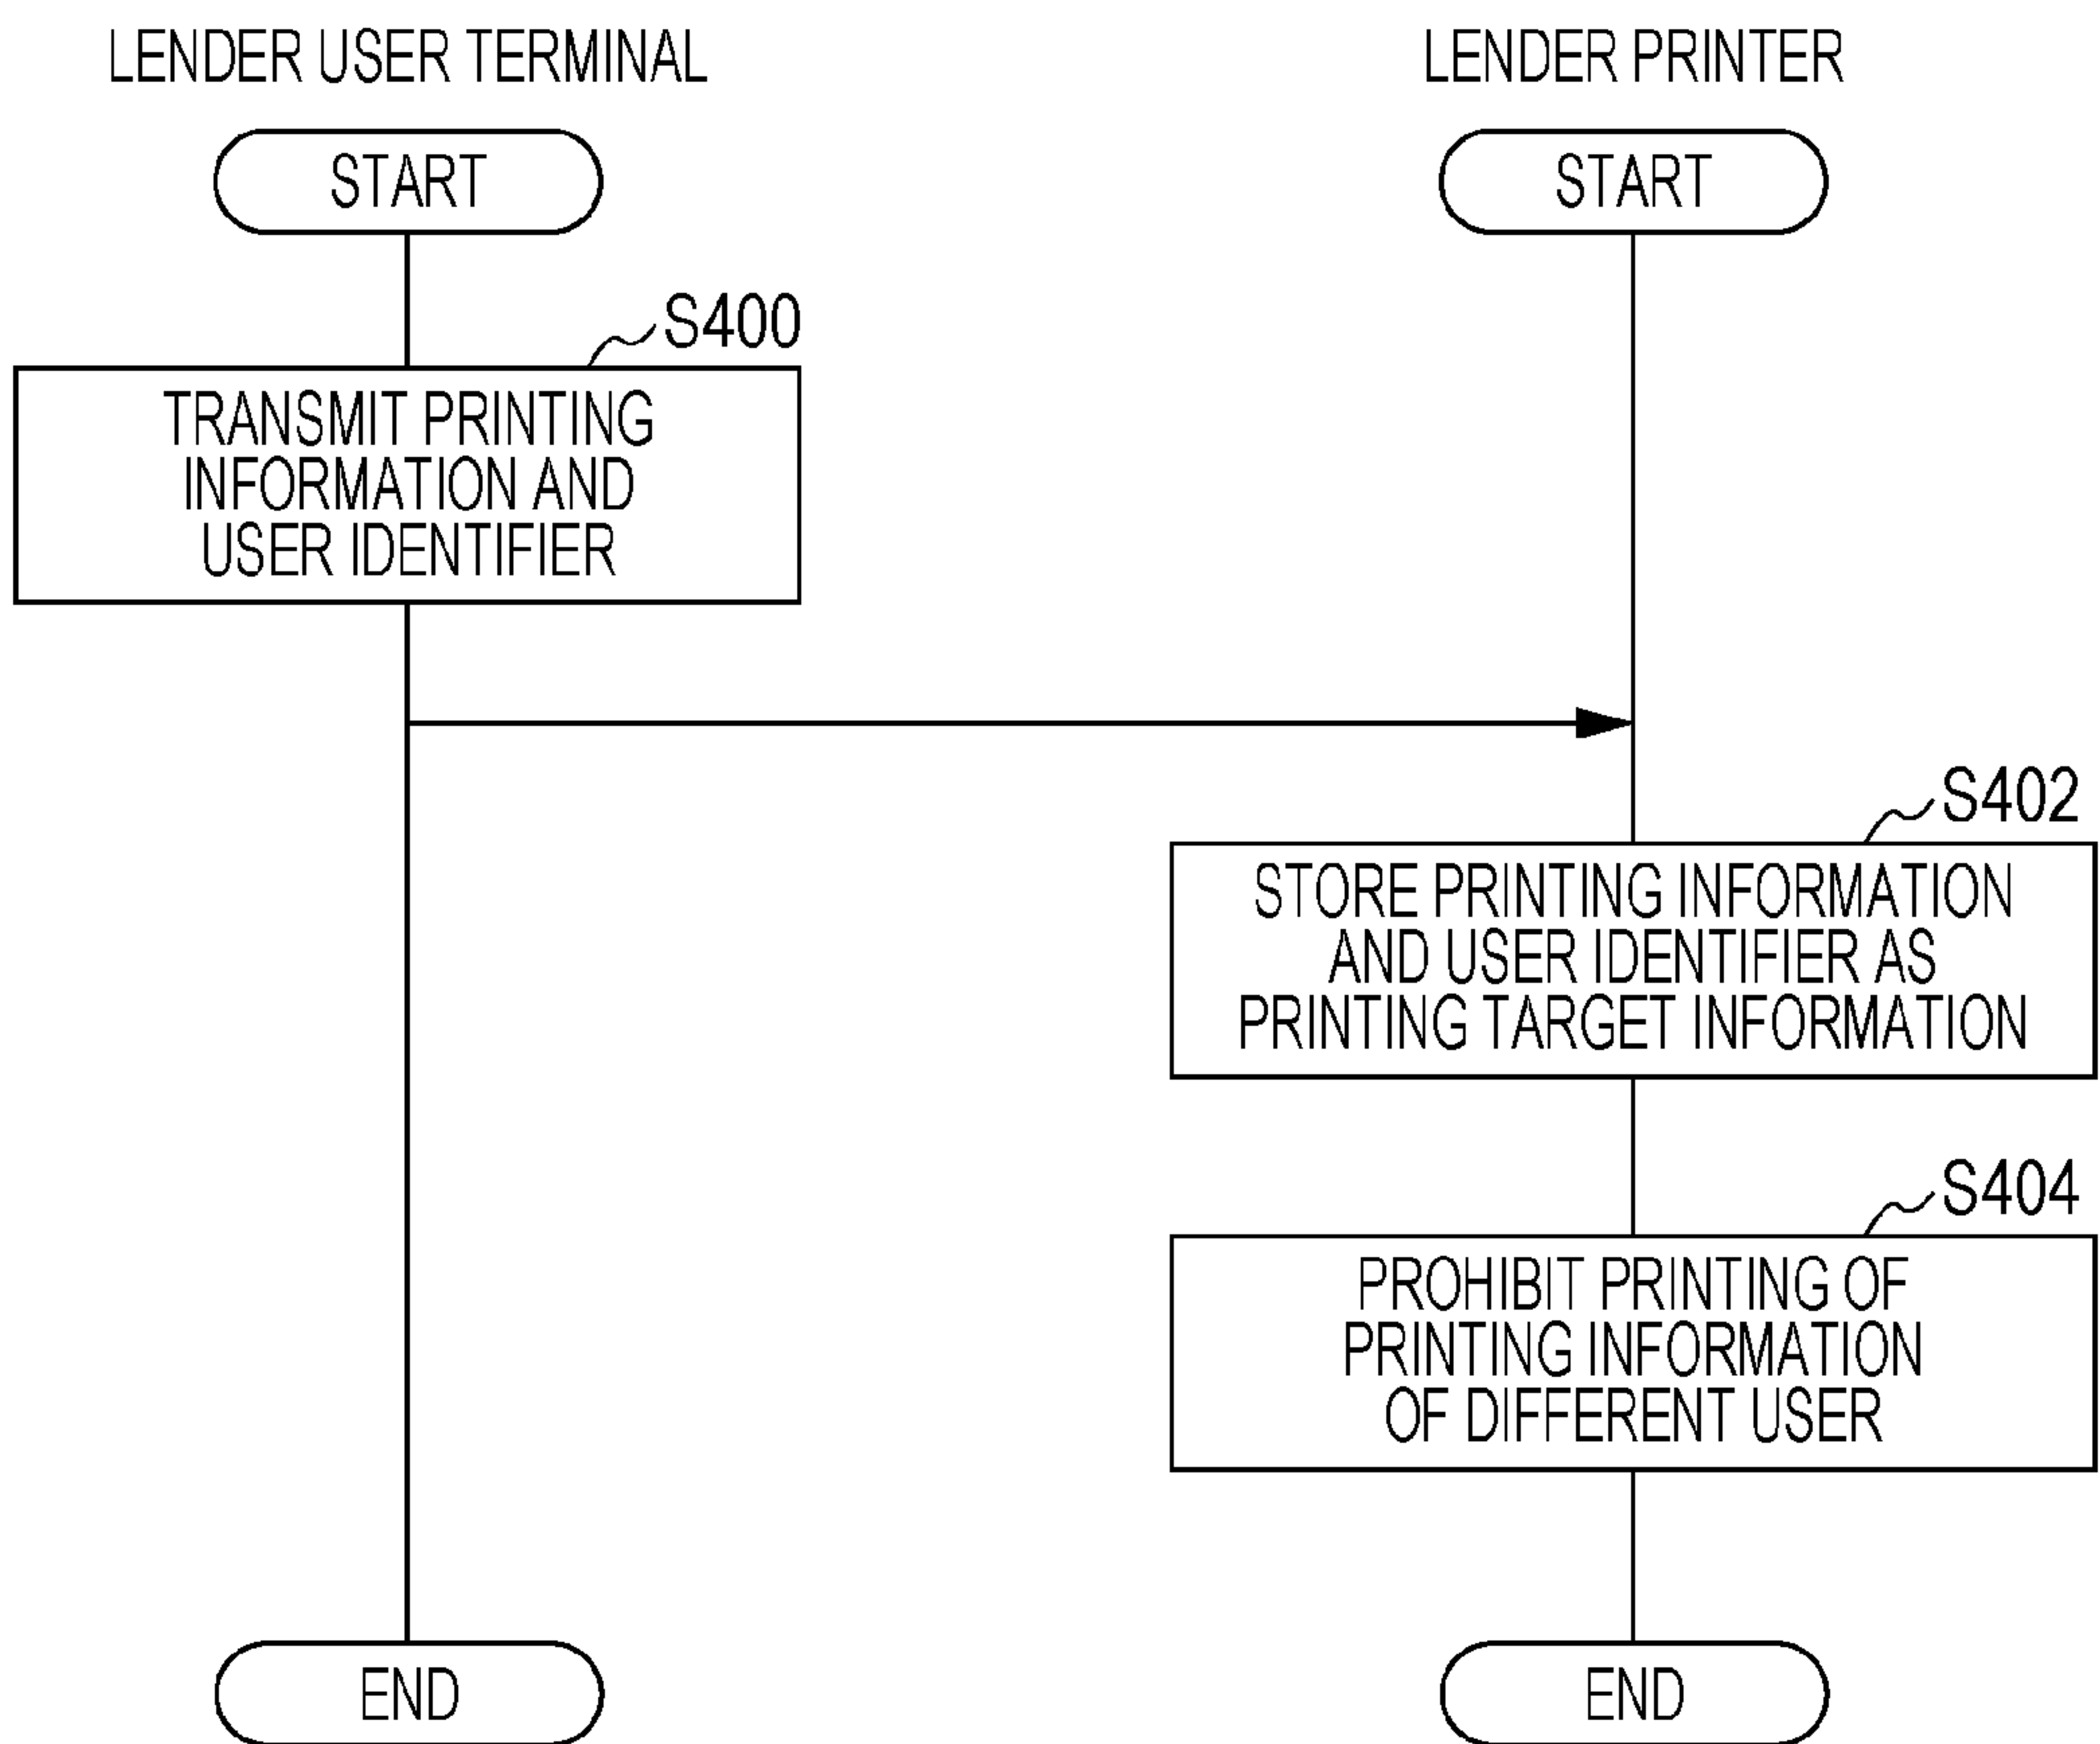 LENDER USER TERMINAL
LENDER PRINTER
START
START
S400
TRANSMIT PRINTING
INFORMATION AND
USER IDENTIFIER
S402
STORE PRINTING INFORMATION
AND USER IDENTIFIER AS
PRINTING TARGET INFORMATION
S404
PROHIBIT PRINTING OF
PRINTING INFORMATION
OF DIFFERENT USER
END
END